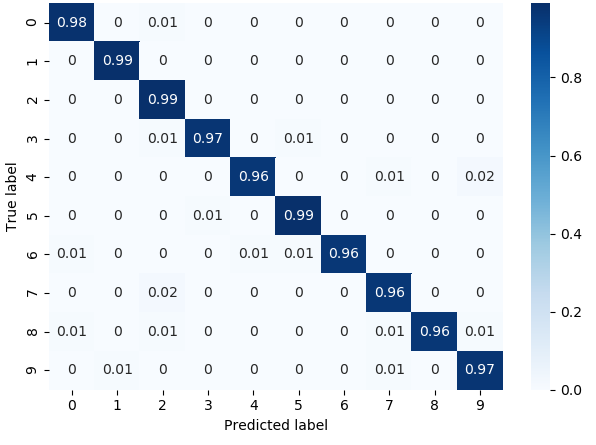 0 0.98 0 0.01 0 0 0 0 0 0 0
1 0 0.99 0 0 0 0 0 0 0 0
2 0 0 0.99 0 0 0 0 0 0 0
3 0 0 0.01 0.97 0 0.01 0 0 0 0
4 0 0 0 0 0.96 0 0 0.01 0 0.02
5 0 0 0 0.01 0 0.99 0 0 0 0
6 0.01 0 0 0 0.01 0.01 0.96 0 0 0
7 0 0 0.02 0 0 0 0 0.96 0 0
8 0.01 0 0.01 0 0 0 0 0.01 0.96 0.01
9 0 0.01 0 0 0 0 0 0.01 0 0.97
0 1 2 3 4 5 6 7 8 9
Predicted label
True label
0.8
0.6
0.4
0.2
0.0